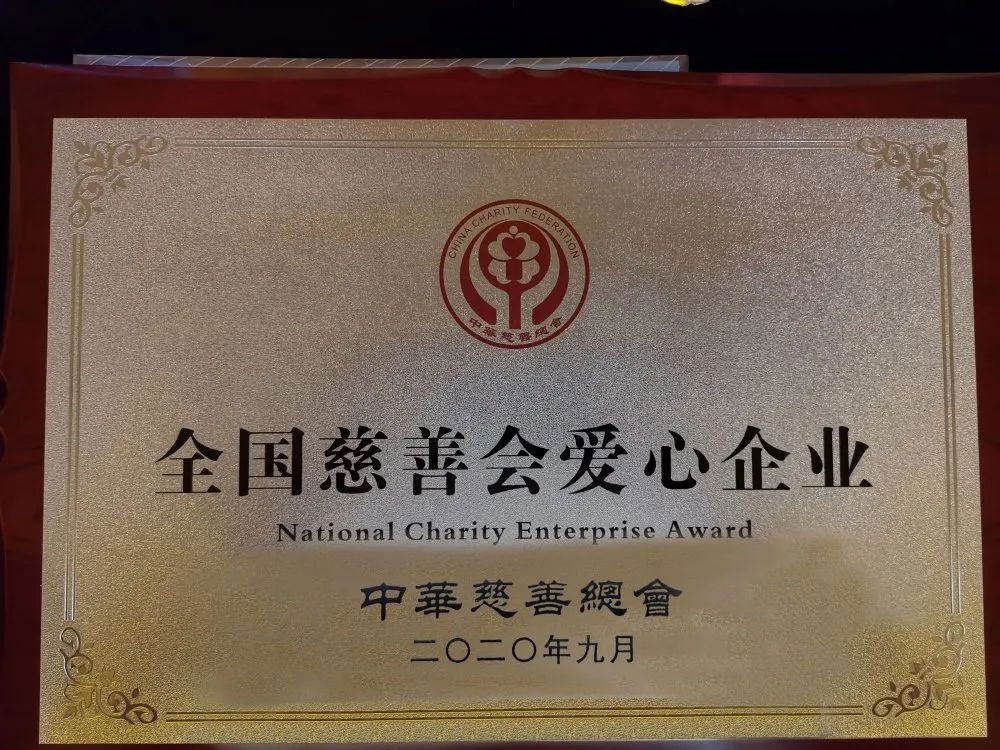 CHINA CHARITY FEDERATION
中華慈善總會
全国慈善会爱心企业
National Charity Enterprise Award
中華慈善總會
二〇二〇年九月